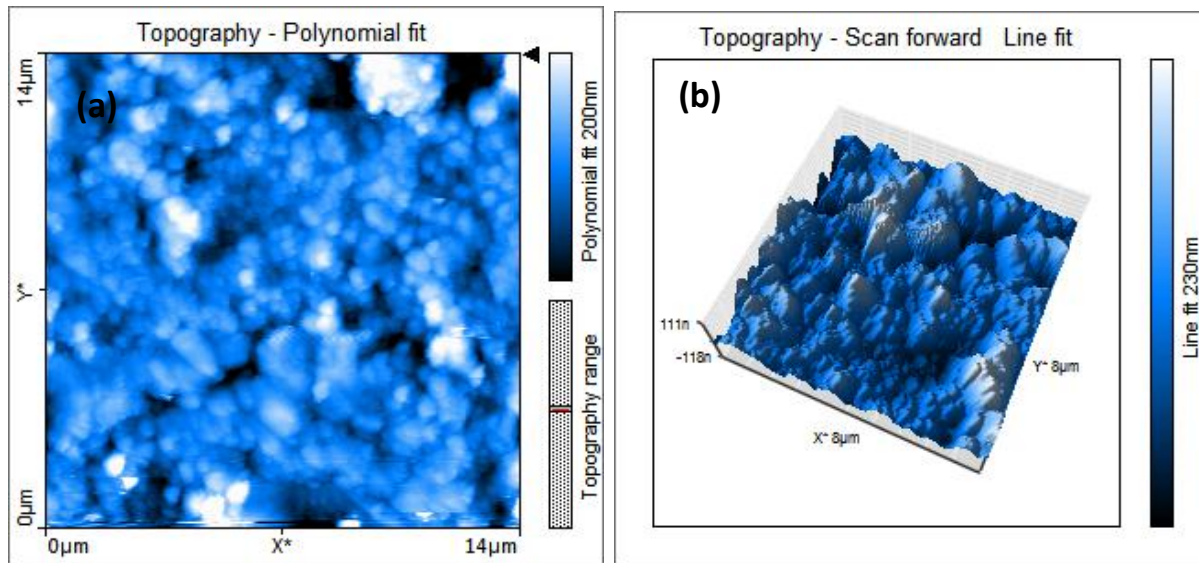 Topography - Polynomial fit
(a)
14µm
Y*
0µm
0µm
X*
14µm
Polynomial fit 200nm
Topography range
Topography - Scan forward Line fit
(b)
111n
-118n
X* 8µm
Y* 8µm
Line fit 230nm